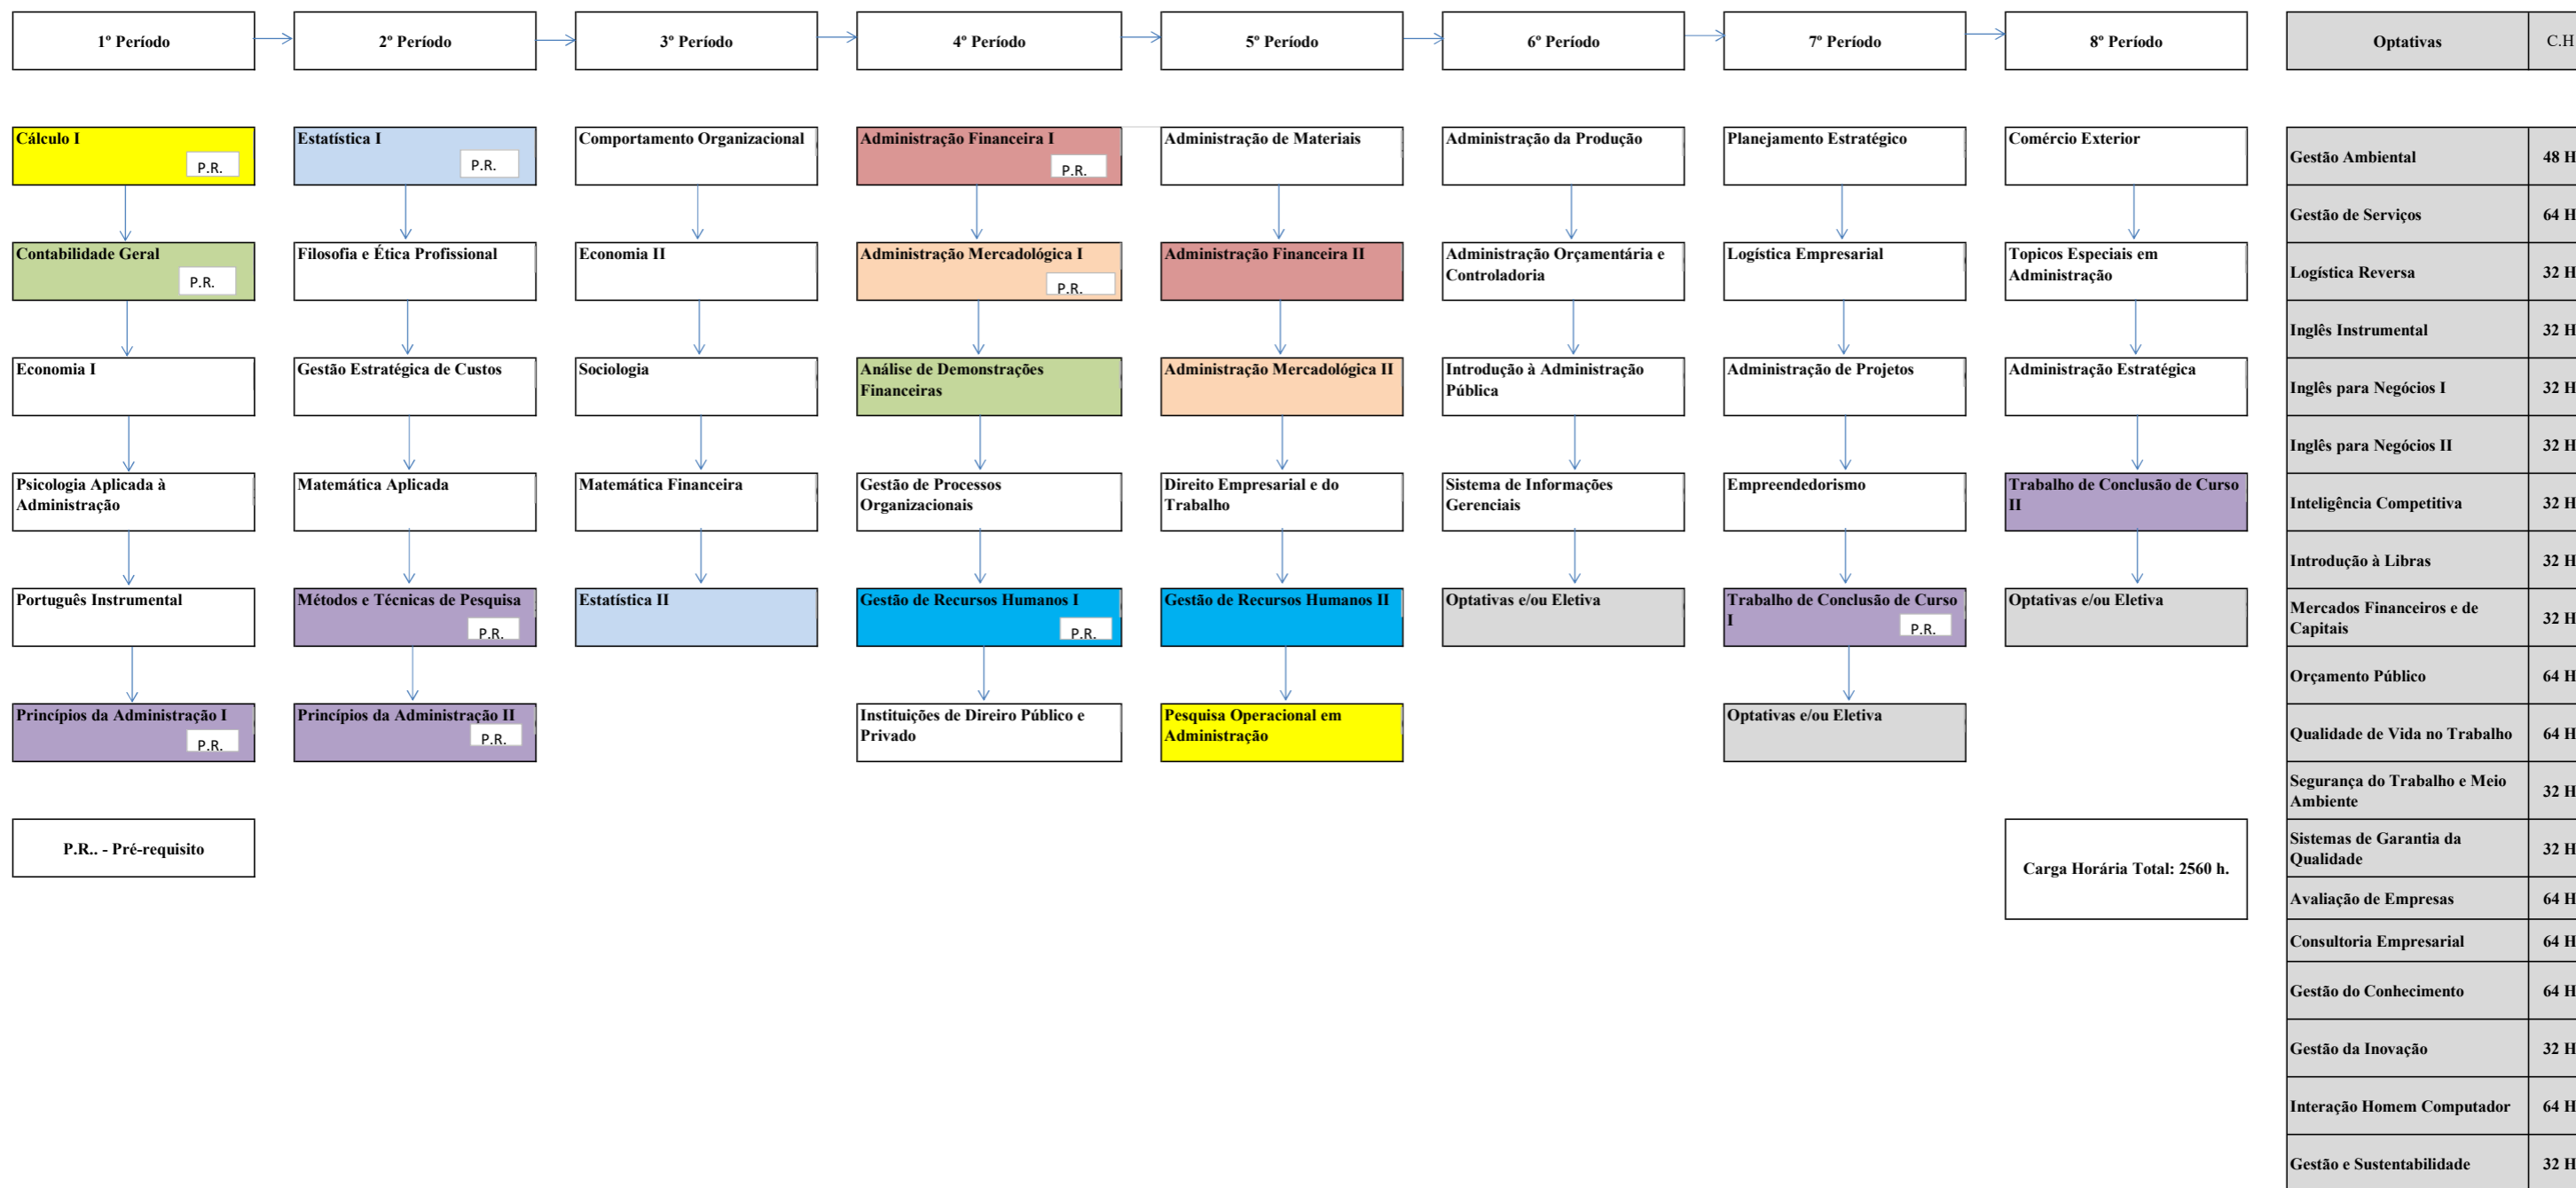 1º Período
2º Período
3º Período
4º Período
5º Período
6º Período
7º Período
8º Período
Optativas
C.H
Cálculo I
P.R.
Contabilidade Geral
P.R.
Economia I
Psicologia Aplicada à
Administração
Português Instrumental
Princípios da Administração I
P.R.
P.R.. - Pré-requisito
Estatística I
P.R.
Filosofia e Ética Profissional
Gestão Estratégica de Custos
Matemática Aplicada
Métodos e Técnicas de Pesquisa
P.R.
Princípios da Administração II
P.R.
Comportamento Organizacional
Economia II
Sociologia
Matemática Financeira
Estatística II
Administração Financeira I
P.R.
Administração Mercadológica I
P.R.
Análise de Demonstrações
Financeiras
Gestão de Processos
Organizacionais
Gestão de Recursos Humanos I
P.R.
Instituições de Direiro Público e
Privado
Administração de Materiais
Administração Financeira II
Administração Mercadológica II
Direito Empresarial e do
Trabalho
Gestão de Recursos Humanos II
Pesquisa Operacional em
Administração
Administração da Produção
Administração Orçamentária e
Controladoria
Introdução à Administração
Pública
Sistema de Informações
Gerenciais
Optativas e/ou Eletiva
Planejamento Estratégico
Logística Empresarial
Administração de Projetos
Empreendedorismo
Trabalho de Conclusão de Curso
I
P.R.
Optativas e/ou Eletiva
Comércio Exterior
Topicos Especiais em
Administração
Administração Estratégica
Trabalho de Conclusão de Curso
II
Optativas e/ou Eletiva
Carga Horária Total: 2560 h.
Gestão Ambiental 48 H
Gestão de Serviços 64 H
Logística Reversa 32 H
Inglês Instrumental 32 H
Inglês para Negócios I 32 H
Inglês para Negócios II 32 H
Inteligência Competitiva 32 H
Introdução à Libras 32 H
Mercados Financeiros e de
Capitais 32 H
Orçamento Público 64 H
Qualidade de Vida no Trabalho 64 H
Segurança do Trabalho e Meio
Ambiente 32 H
Sistemas de Garantia da
Qualidade 32 H
Avaliação de Empresas 64 H
Consultoria Empresarial 64 H
Gestão do Conhecimento 64 H
Gestão da Inovação 32 H
Interação Homem Computador 64 H
Gestão e Sustentabilidade 32 H